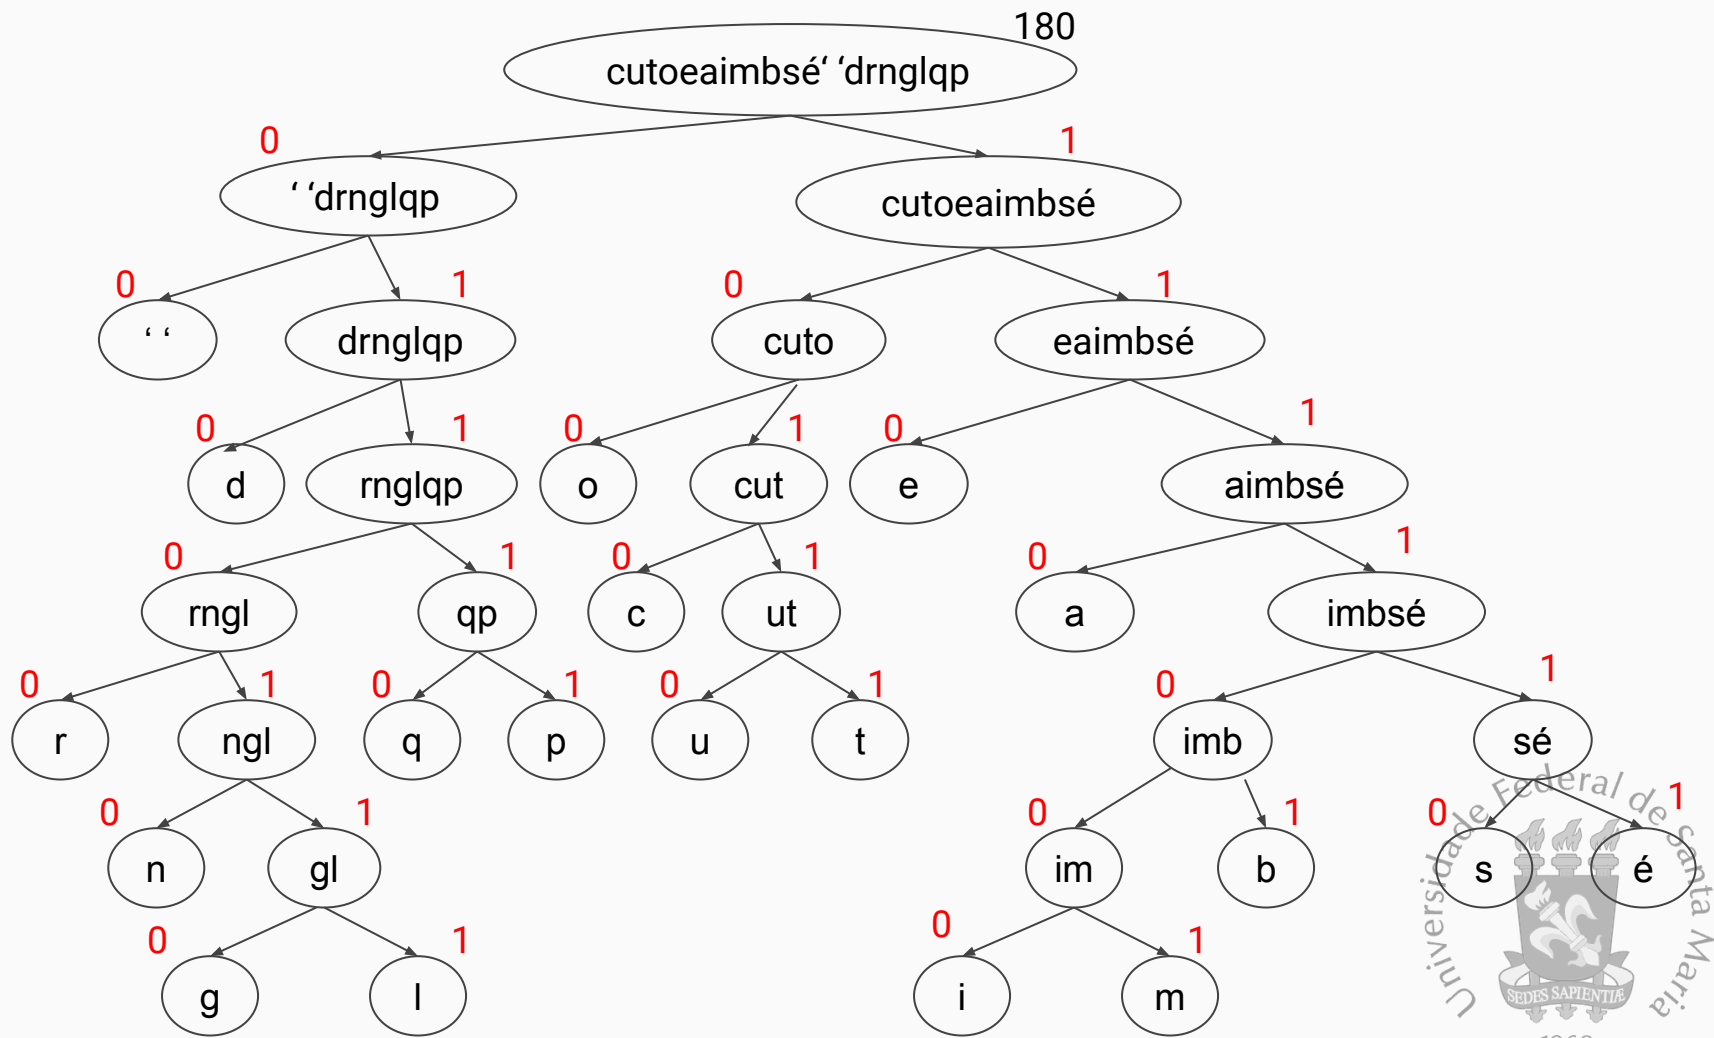 180
cutoeaimbsé‘ ‘drnglqp
0 1
‘ ‘drnglqp cutoeaimbsé
0 1 0 1
‘ ‘ drnglqp cuto eaimbsé
0 1 0 1 0 1
d rnglqp o cut e aimbsé
0 1 0 1 0 1
rngl qp c ut a imbsé
0 1 0 1 0 1 0 1
r ngl q p u t imb sé
0 1 0 1 0 1
n gl im b s é
0 1 0 1
g l i m
Universidade Federal de Santa Maria
SEDES SAPIENTIÆ